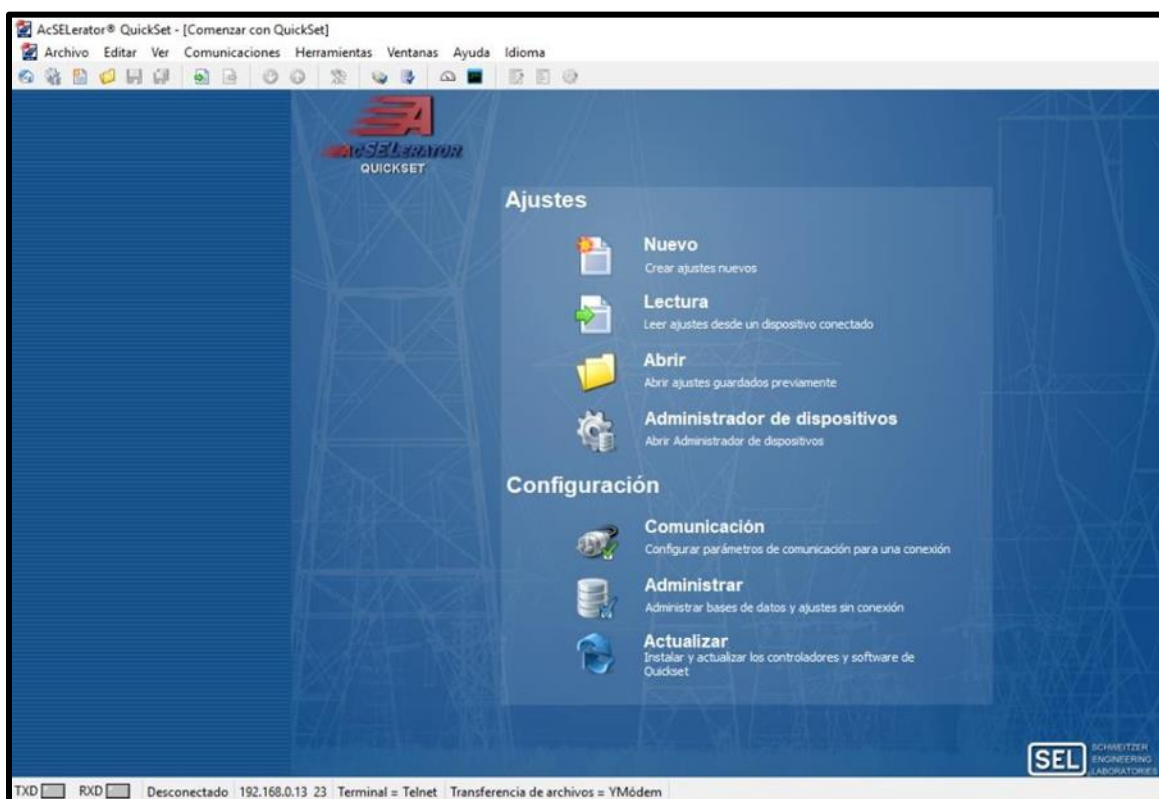 AcSELerator® QuickSet - [Comenzar con QuickSet]
Archivo Editar Ver Comunicaciones Herramientas Ventanas Ayuda Idioma
A
ACSELERATOR
QUICKSET
Ajustes
Nuevo
Crear ajustes nuevos
Lectura
Leer ajustes desde un dispositivo conectado
Abrir
Abrir ajustes guardados previamente
Administrador de dispositivos
Abrir Administrador de dispositivos
Configuración
Comunicación
Configurar parámetros de comunicación para una conexión
Administrar
Administrar bases de datos y ajustes sin conexión
Actualizar
Instalar y actualizar los controladores y software de
Quickset
SEL
SCHWEITZER
ENGINEERING
LABORATORIES
TXD RXD Desconectado 192.168.0.13 23 Terminal = Telnet Transferencia de archivos = YMódem